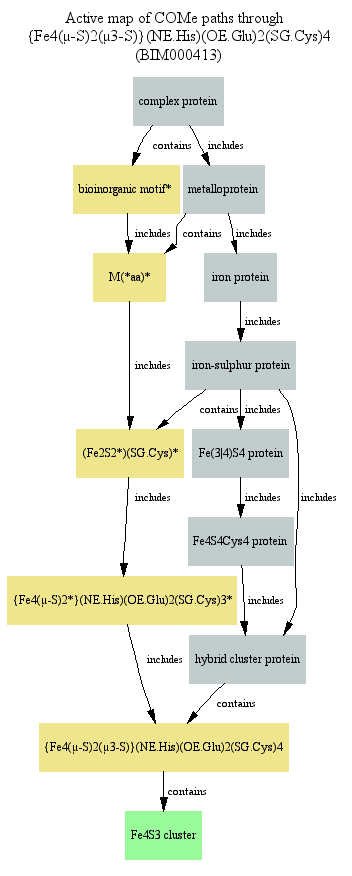 Active map of COMe paths through
{Fe4(μ-S)2(μ3-S)}(NE.His)(OE.Glu)2(SG.Cys)4
(BIM000413)
complex protein
contains
includes
bioinorganic motif*
metalloprotein
includes
contains
includes
M(*aa)*
iron protein
includes
includes
iron-sulphur protein
contains
includes
(Fe2S2*)(SG.Cys)*
Fe(3|4)S4 protein
includes
includes
includes
Fe4S4Cys4 protein
{Fe4(μ-S)2*}(NE.His)(OE.Glu)2(SG.Cys)3*
includes
includes
hybrid cluster protein
contains
{Fe4(μ-S)2(μ3-S)}(NE.His)(OE.Glu)2(SG.Cys)4
contains
Fe4S3 cluster